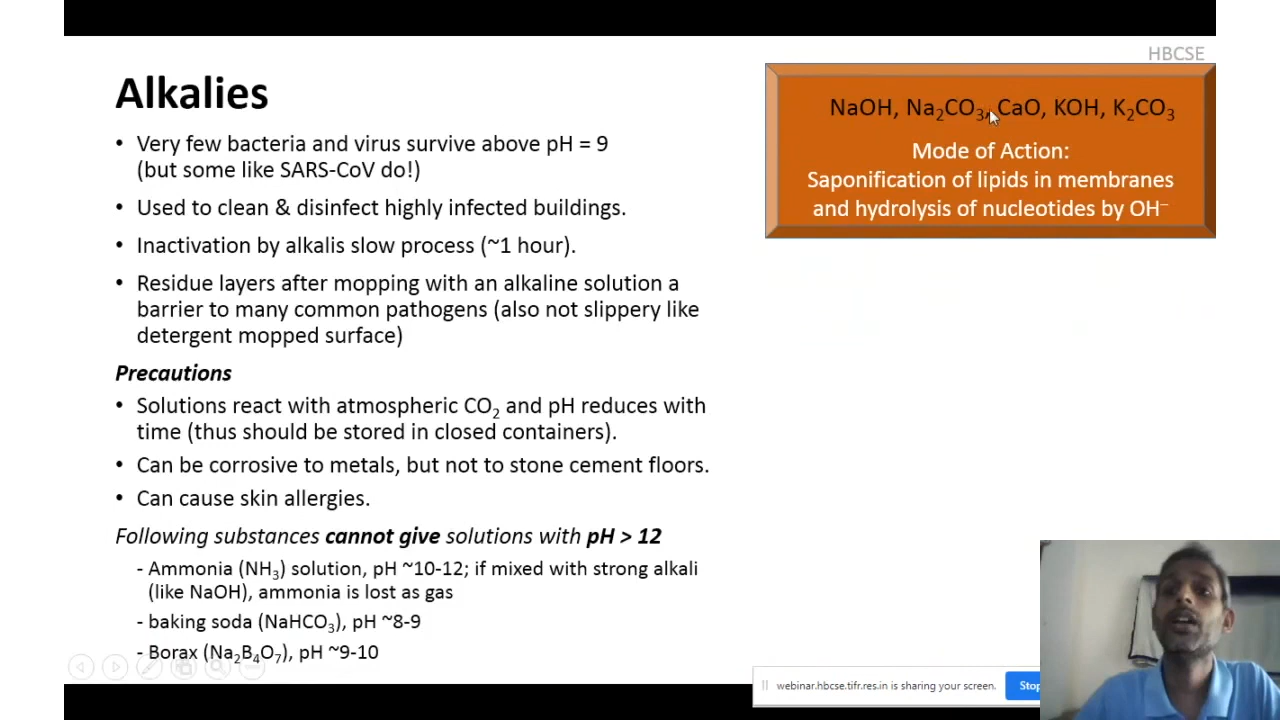 HBCSE
Alkalies
• Very few bacteria and virus survive above pH = 9
(but some like SARS-CoV do!)
• Used to clean & disinfect highly infected buildings.
• Inactivation by alkalis slow process (~1 hour).
• Residue layers after mopping with an alkaline solution a
barrier to many common pathogens (also not slippery like
detergent mopped surface)
Precautions
• Solutions react with atmospheric CO₂ and pH reduces with
time (thus should be stored in closed containers).
• Can be corrosive to metals, but not to stone cement floors.
• Can cause skin allergies.
Following substances cannot give solutions with pH > 12
- Ammonia (NH₃) solution, pH ~10-12; if mixed with strong alkali
(like NaOH), ammonia is lost as gas
- baking soda (NaHCO₃), pH ~8-9
- Borax (Na₂B₄O₇), pH ~9-10
NaOH, Na₂CO₃, CaO, KOH, K₂CO₃
Mode of Action:
Saponification of lipids in membranes
and hydrolysis of nucleotides by OH⁻
webinar.hbcse.tifr.res.in is sharing your screen.